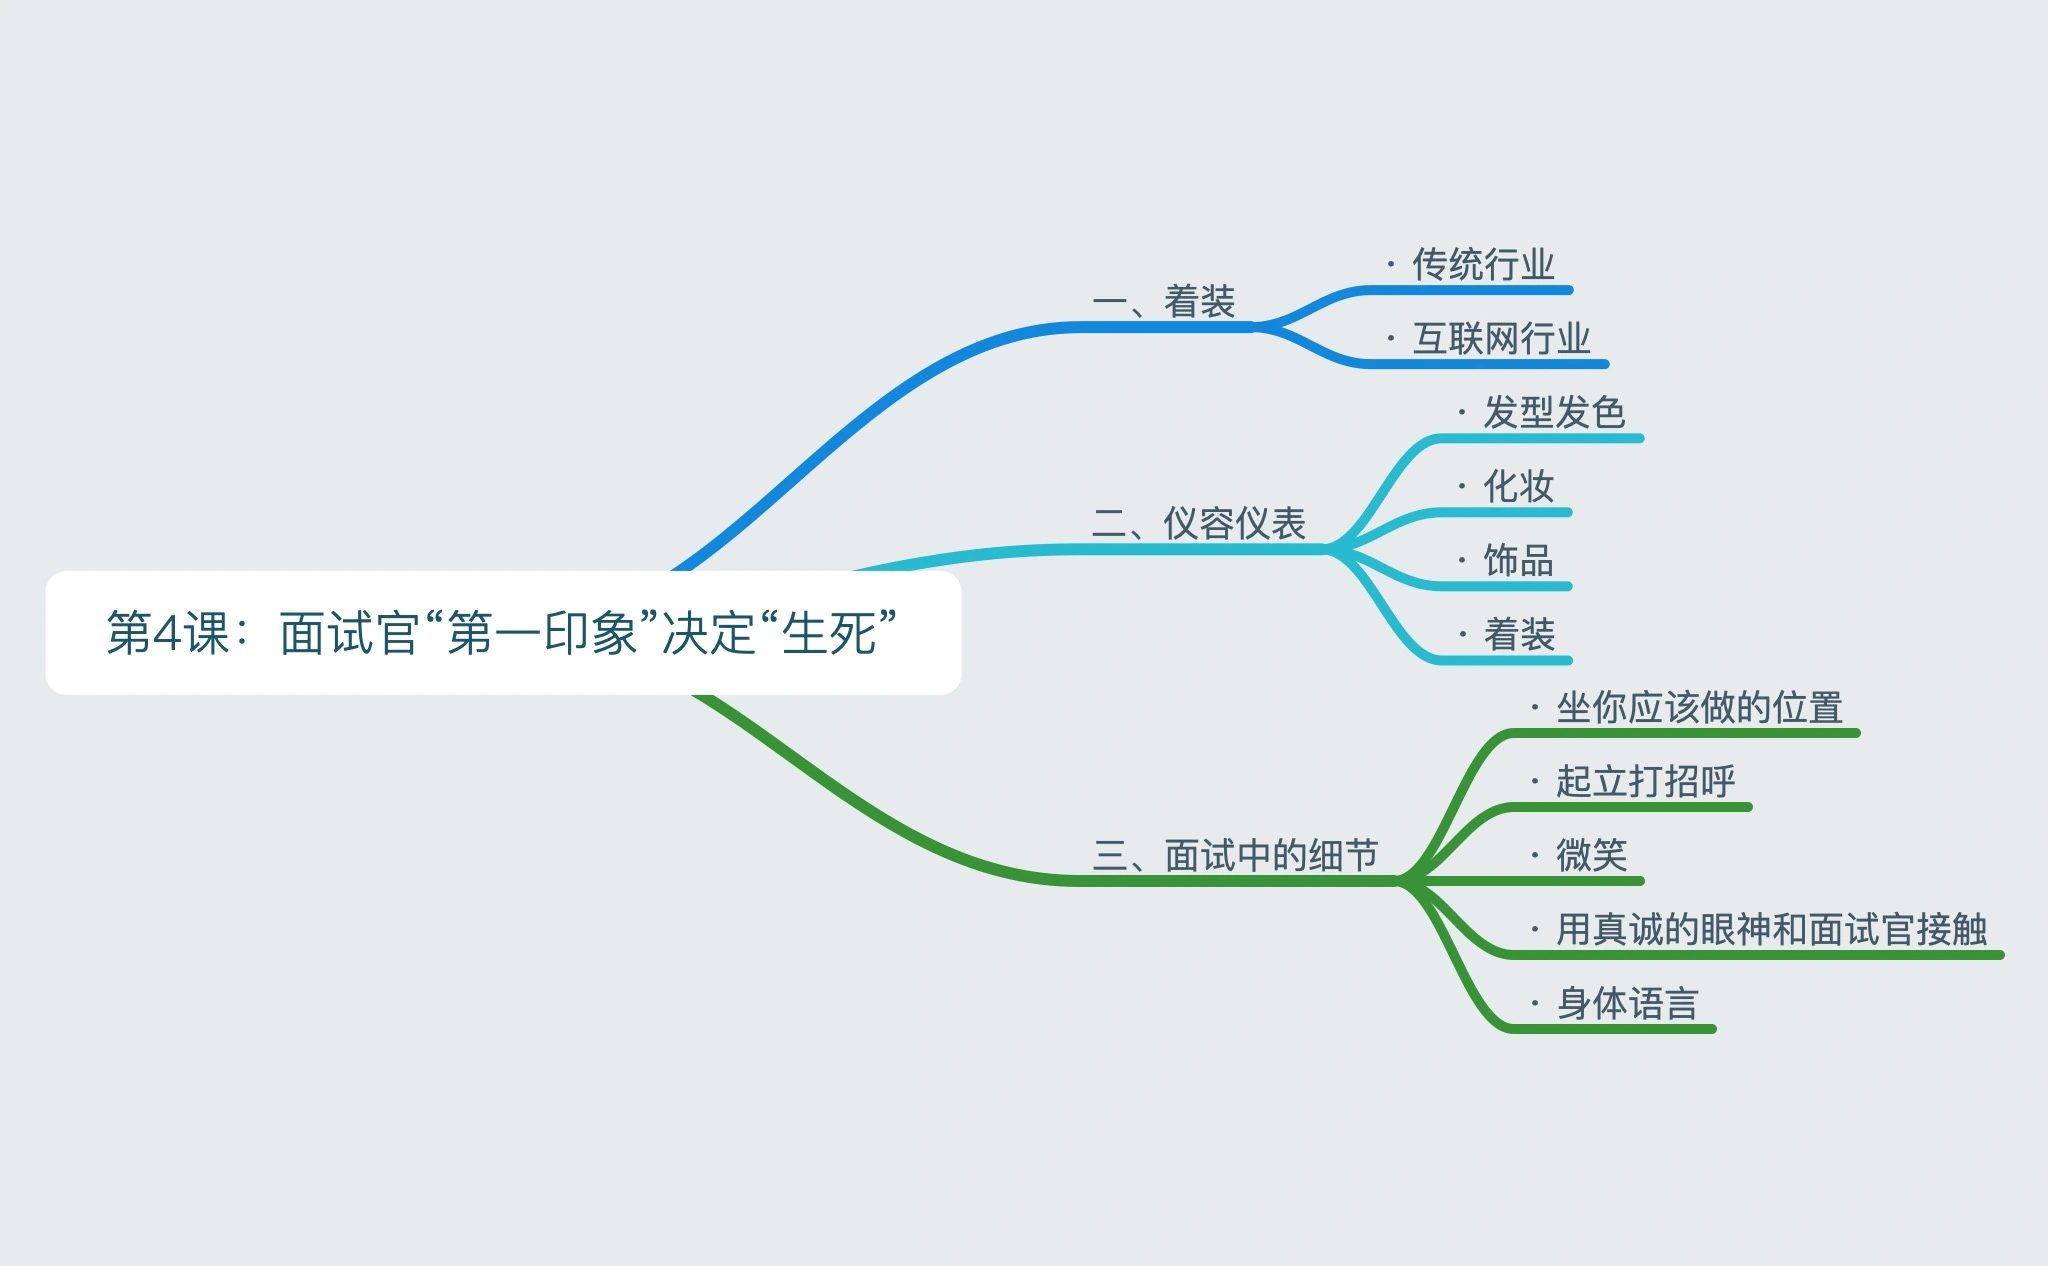 第4课：面试官“第一印象”决定“生死”
一、着装
· 传统行业
· 互联网行业
二、仪容仪表
· 发型发色
· 化妆
· 饰品
· 着装
三、面试中的细节
· 坐你应该做的位置
· 起立打招呼
· 微笑
· 用真诚的眼神和面试官接触
· 身体语言